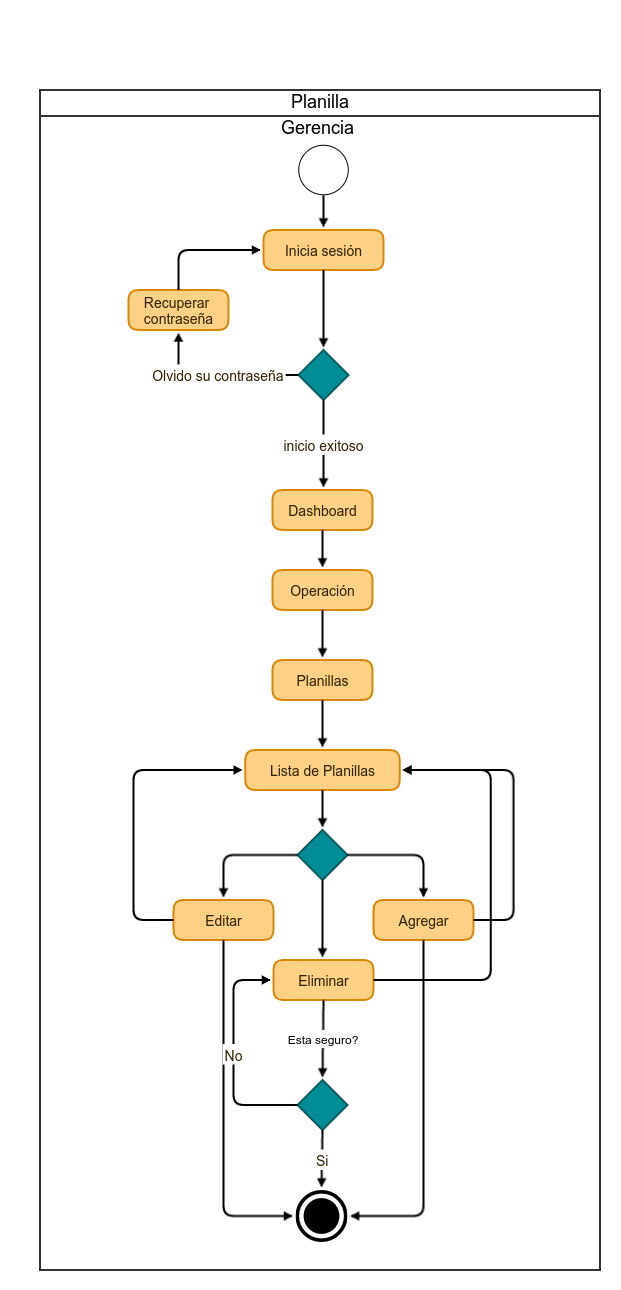 Planilla
Gerencia
Inicia sesión
Recuperar
contraseña
Olvido su contraseña
inicio exitoso
Dashboard
Operación
Planillas
Lista de Planillas
Editar
Agregar
Eliminar
Esta seguro?
No
Si